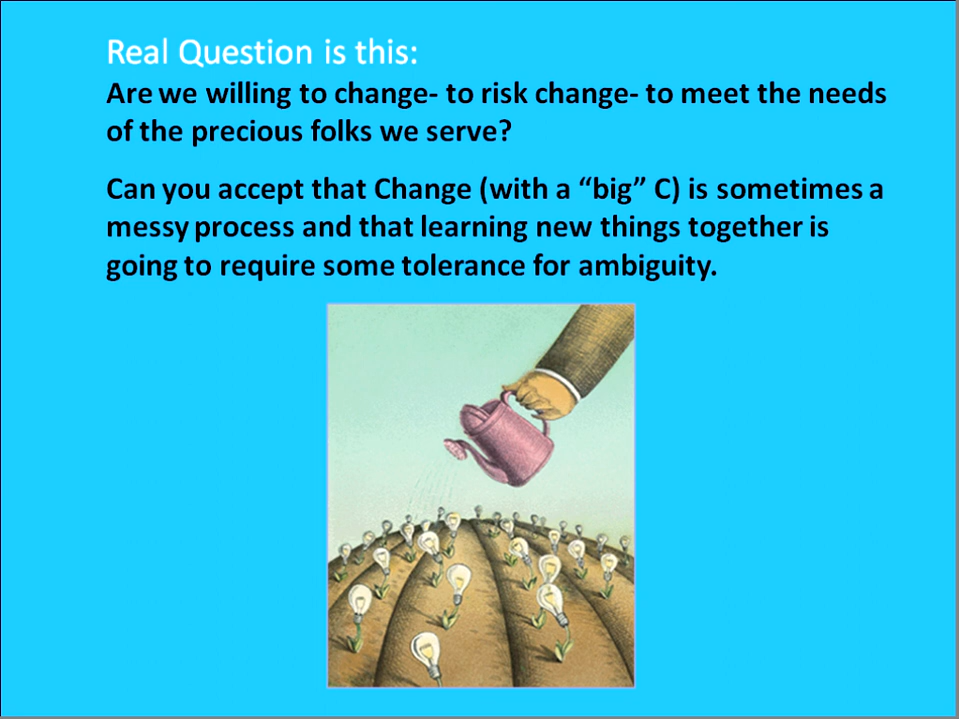 Real Question is this:
Are we willing to change- to risk change- to meet the needs
of the precious folks we serve?
Can you accept that Change (with a “big” C) is sometimes a
messy process and that learning new things together is
going to require some tolerance for ambiguity.